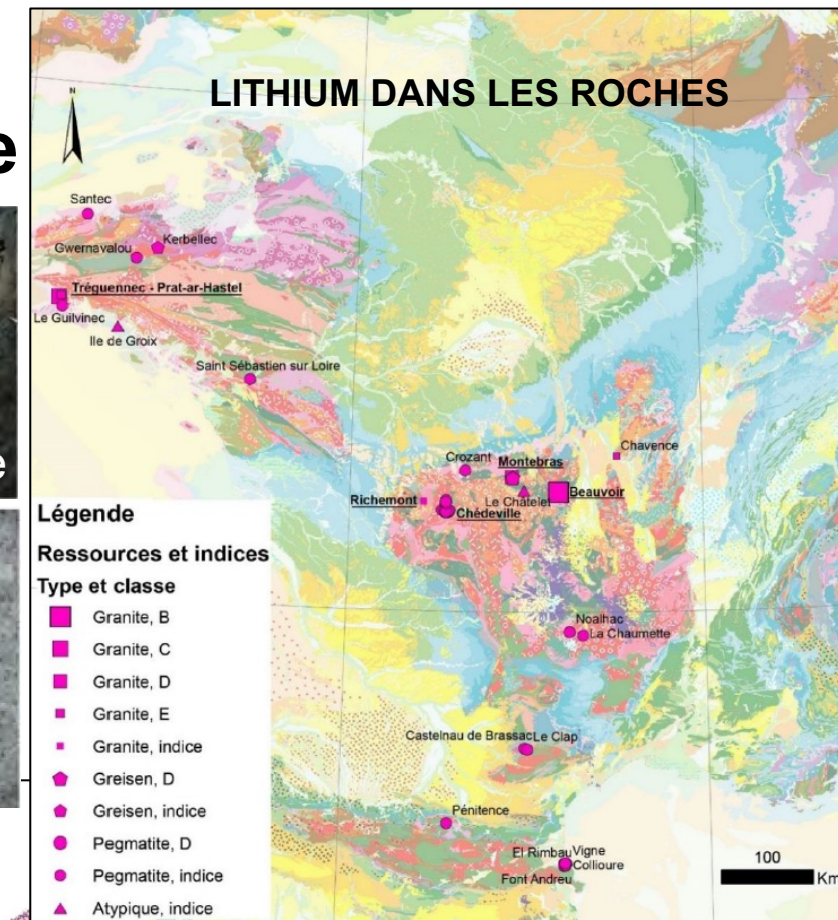 e
e
LITHIUM DANS LES ROCHES
N
Santec
Kerbellec
Gwernavalou
Tréguennec - Prat-ar-Hastel
Le Guilvinec
Ile de Groix
Saint Sébastien sur Loire
Chavence
Crozant
Montebras
Richemont
Le Châtelet
Beauvoir
Chédeville
Noalhac
La Chaumette
Castelnau de Brassac
Le Clap
Pénitence
El Rimbau
Vigne
Collioure
Font Andreu
100
Km
Légende
Ressources et indices
Type et classe
Granite, B
Granite, C
Granite, D
Granite, E
Granite, indice
Greisen, D
Greisen, indice
Pegmatite, D
Pegmatite, indice
Atypique, indice